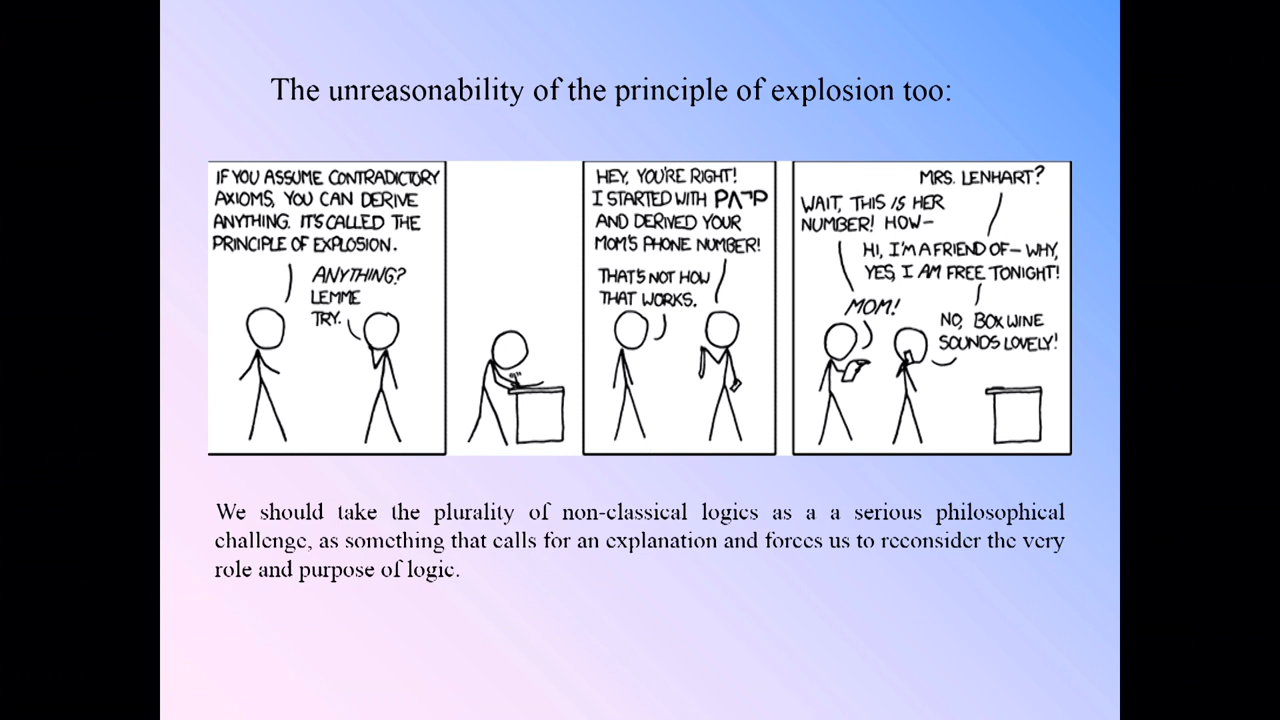 The unreasonability of the principle of explosion too:
IF YOU ASSUME CONTRADICTORY
AXIOMS, YOU CAN DERIVE
ANYTHING. IT'S CALLED THE
PRINCIPLE OF EXPLOSION.
ANYTHING?
LEMME
TRY.
HEY, YOU'RE RIGHT!
I STARTED WITH P∧¬P
AND DERIVED YOUR
MOM'S PHONE NUMBER!
THAT'S NOT HOW
THAT WORKS.
MRS. LENHART?
WAIT, THIS IS HER
NUMBER! HOW—
HI, I'M A FRIEND OF— WHY,
YES, I AM FREE TONIGHT!
MOM!
NO, BOX WINE
SOUNDS LOVELY!
We should take the plurality of non-classical logics as a a serious philosophical
challenge, as something that calls for an explanation and forces us to reconsider the very
role and purpose of logic.